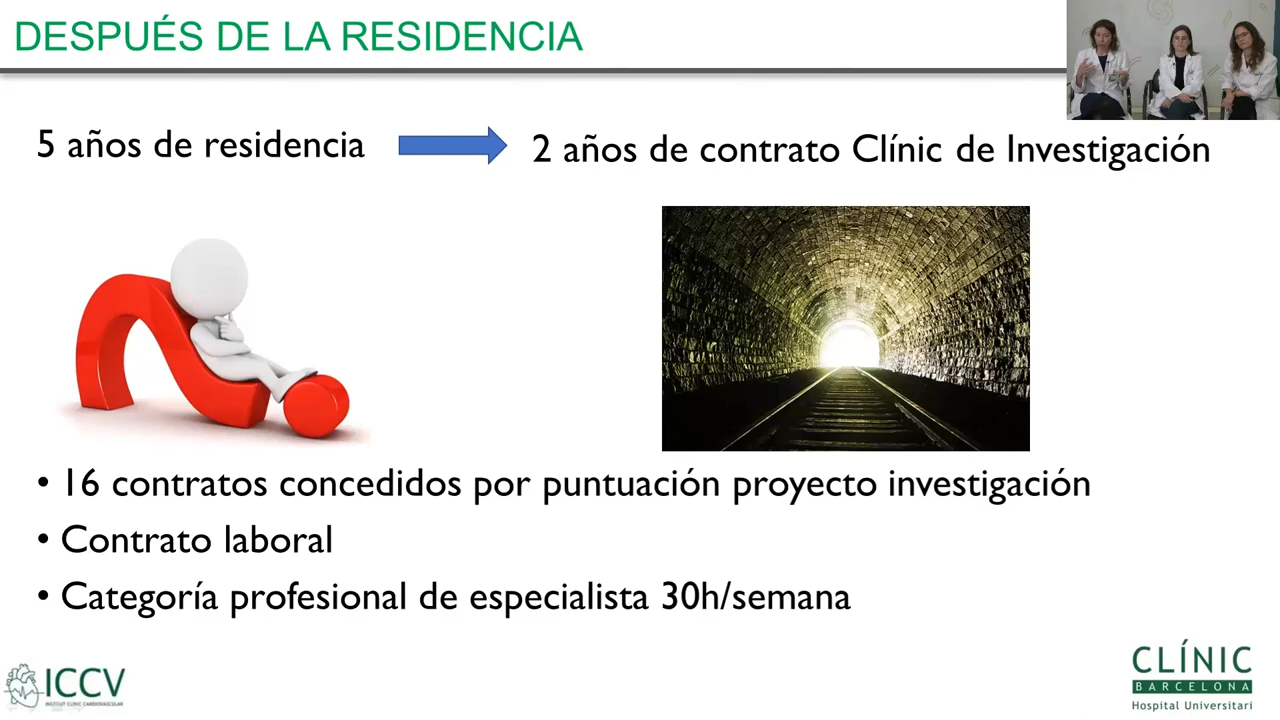 DESPUÉS DE LA RESIDENCIA
5 años de residencia
2 años de contrato Clínic de Investigación
• 16 contratos concedidos por puntuación proyecto investigación
• Contrato laboral
• Categoría profesional de especialista 30h/semana
ICCV
INSTITUT CLÍNIC CARDIOVASCULAR
CLÍNIC
BARCELONA
Hospital Universitari